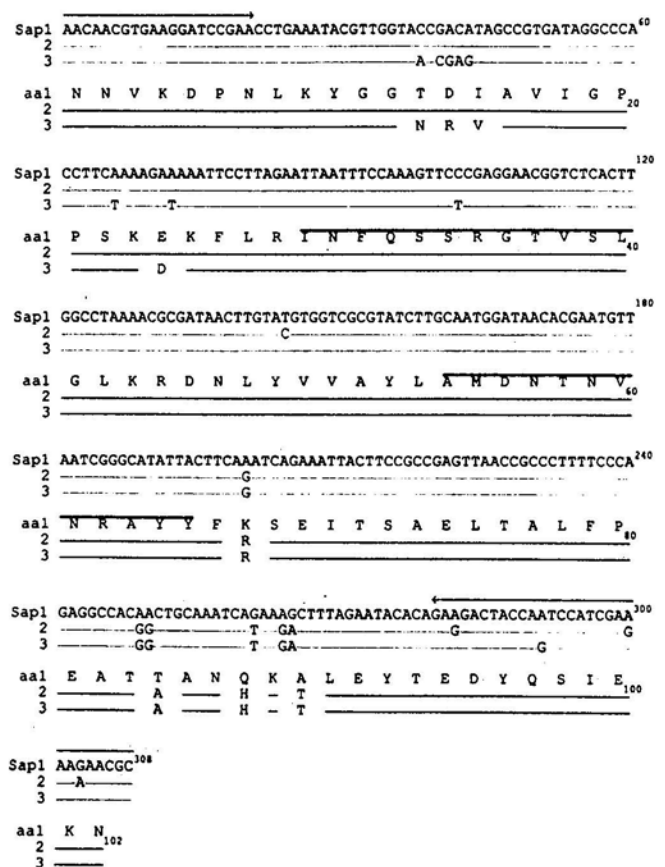 Sap1 AACAACGTGAAGGATCCGAACCTGAAATACGTTGGTACCGACATAGCCGTGATAGGCCCA 60
2
3 A CGAG
aa1 N N V K D P N L K Y G G T D I A V I G P
2 20
3 N R V
Sap1 CCTTCAAAAGAAAAATTCCTTAGAATTAATTTCCAAAGTTCCCGAGGAACGGTCTCACTT 120
2
3 T T T
aa1 P S K E K F L R I N F Q S S R G T V S L
2 40
3 D
Sap1 GGCCTAAAACGCGATAACTTGTATGTGGTCGCGTATCTTGCAATGGATAACACGAATGTT 180
2 C
3
aa1 G L K R D N L Y V V A Y L A M D N T N V
2 60
3
Sap1 AATCGGGCATATTACTTCAAATCAGAAATTACTTCCGCCGAGTTAACCGCCCTTTTCCCA 240
2 G
3 G
aa1 N R A Y Y F K S E I T S A E L T A L F P
2 R 80
3 R
Sap1 GAGGCCACAACTGCAAATCAGAAAGCTTTAGAATACACAGAAGACTACCAATCCATCGAA 300
2 GG T GA G G
3 GG T GA G
aa1 E A T T A N Q K A L E Y T E D Y Q S I E
2 A H T 100
3 A H T
Sap1 AAGAACGC 308
2 A
3
aa1 K N
2 102
3